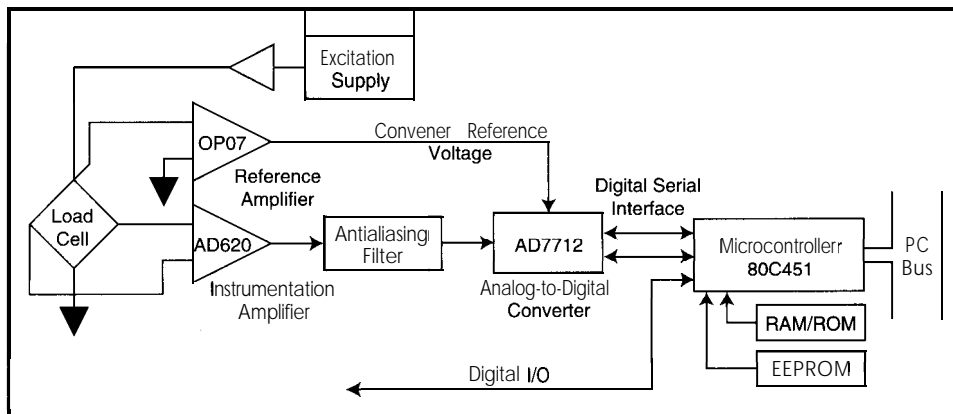 Excitation
Supply
OP07
Convener Reference
Voltage
Reference
Amplifier
Digital Serial
Interface
Load
Cell
AD620
Antialiasing
Filter
AD7712
Microcontrollerr
80C451
PC
Bus
Instrumentation
Amplifier
Analog-to-Digital
Converter
RAM/ROM
EEPROM
Digital I/O